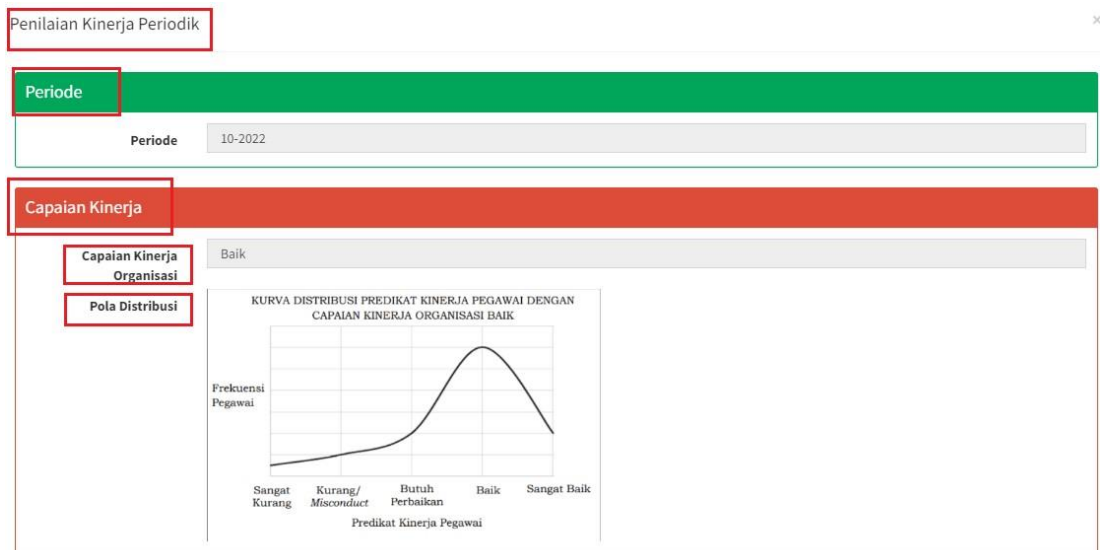 Penilaian Kinerja Periodik
×
Periode
Periode
10-2022
Capaian Kinerja
Capaian Kinerja
Organisasi
Baik
Pola Distribusi
KURVA DISTRIBUSI PREDIKAT KINERJA PEGAWAI DENGAN
CAPAIAN KINERJA ORGANISASI BAIK
Frekuensi
Pegawai
Sangat
Kurang
Kurang/
Misconduct
Butuh
Perbaikan
Baik
Sangat Baik
Predikat Kinerja Pegawai